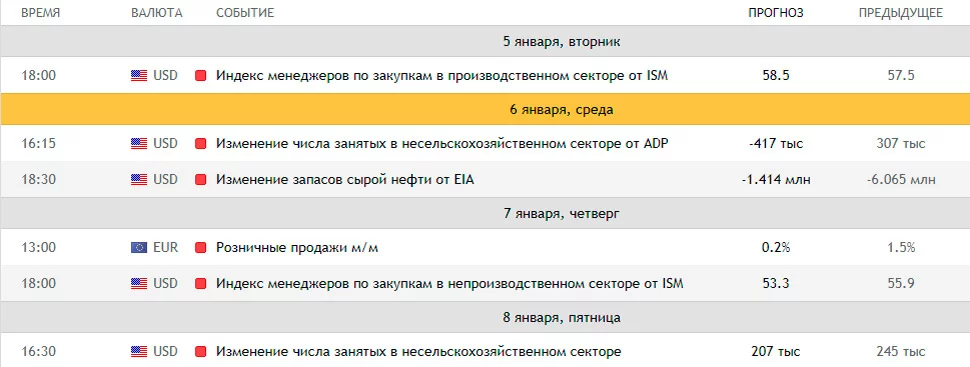 ВРЕМЯ ВАЛЮТА СОБЫТИЕ ПРОГНОЗ ПРЕДЫДУЩЕЕ
5 января, вторник
18:00 USD Индекс менеджеров по закупкам в производственном секторе от ISM 58.5 57.5
6 января, среда
16:15 USD Изменение числа занятых в несельскохозяйственном секторе от ADP -417 тыс 307 тыс
18:30 USD Изменение запасов сырой нефти от EIA -1.414 млн -6.065 млн
7 января, четверг
13:00 EUR Розничные продажи м/м 0.2% 1.5%
18:00 USD Индекс менеджеров по закупкам в непроизводственном секторе от ISM 53.3 55.9
8 января, пятница
16:30 USD Изменение числа занятых в несельскохозяйственном секторе 207 тыс 245 тыс